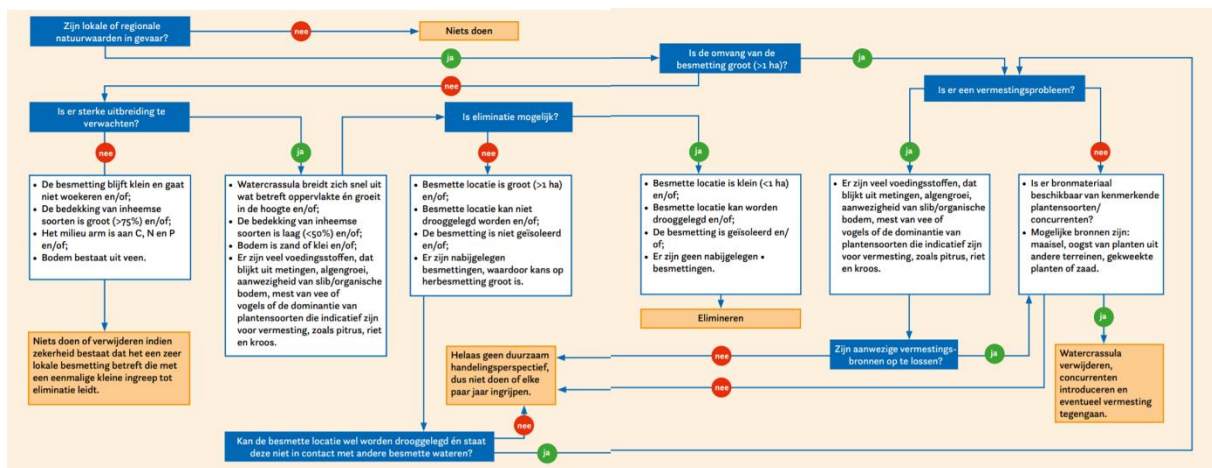 Zijn lokale of regionale
natuurwaarden in gevaar?
nee
Niets doen
ja
Is de omvang van de
besmetting groot (>1 ha)?
ja
nee
Is er een vermestingsprobleem?
Is er sterke uitbreiding te
verwachten?
Is eliminatie mogelijk?
nee
ja
nee
ja
ja
nee
• De besmetting blijft klein en gaat
niet woekeren en/of;
• De bedekking van inheemse
soorten is groot (>75%) en/of;
• Het milieu arm is aan C, N en P
en/of;
• Bodem bestaat uit veen.
• Watercrassula breidt zich snel uit
wat betreft oppervlakte én groeit
in de hoogte en/of;
• De bedekking van inheemse
soorten is laag (<50%) en/of;
• Bodem is zand of klei en/of;
• Er zijn veel voedingsstoffen, dat
blijkt uit metingen, algengroei,
aanwezigheid van slib/organische
bodem, mest van vee of
vogels of de dominantie van
plantensoorten die indicatief zijn
voor vermesting, zoals pitrus, riet
en kroos.
• Besmette locatie is groot (>1 ha)
en/of;
• Besmette locatie kan niet
drooggelegd worden en/of;
• De besmetting is niet geïsoleerd
en/of;
• Er zijn nabijgelegen
besmettingen, waardoor kans op
herbesmetting groot is.
• Besmette locatie is klein (<1 ha)
en/of;
• Besmette locatie kan worden
drooggelegd en/of;
• De besmetting is geïsoleerd en/
of;
• Er zijn geen nabijgelegen •
besmettingen.
• Er zijn veel voedingsstoffen, dat
blijkt uit metingen, algengroei,
aanwezigheid van slib/organische
bodem, mest van vee of
vogels of de dominantie van
plantensoorten die indicatief zijn
voor vermesting, zoals pitrus, riet
en kroos.
• Is er bronmateriaal
beschikbaar van kenmerkende
plantensoorten/
concurrenten?
• Mogelijke bronnen zijn:
maaisel, oogst van planten uit
andere terreinen, gekweekte
planten of zaad.
Elimineren
ja
Niets doen of verwijderen indien
zekerheid bestaat dat het een zeer
lokale besmetting betreft die met
een eenmalige kleine ingreep tot
eliminatie leidt.
Helaas geen duurzaam
handelingsperspectief,
dus niet doen of elke
paar jaar ingrijpen.
nee
Zijn aanwezige vermestings-
bronnen op te lossen?
ja
nee
Watercrassula
verwijderen,
concurrenten
introduceren en
eventueel vermesting
tegengaan.
nee
Kan de besmette locatie wel worden drooggelegd én staat
deze niet in contact met andere besmette wateren?
ja